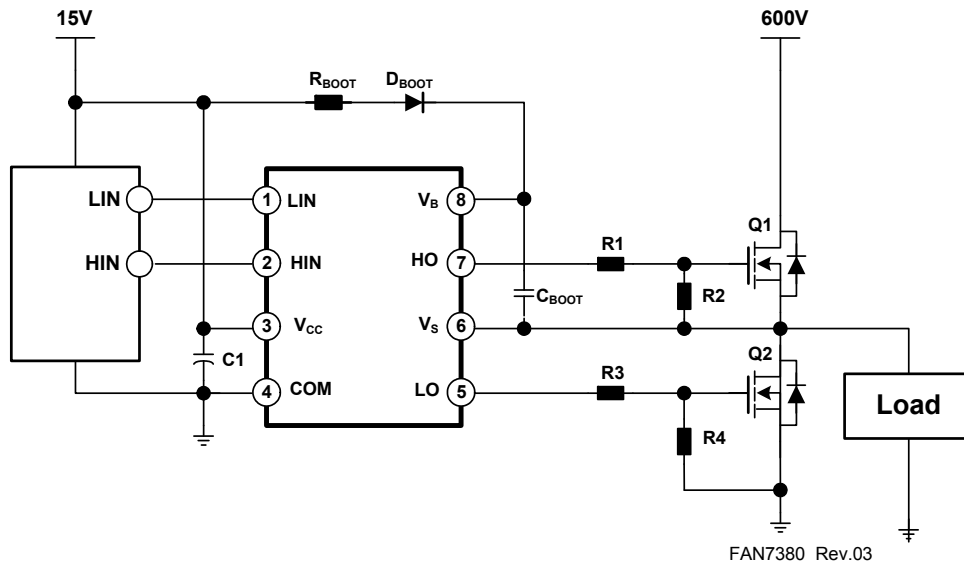 15V
600V
RBOOT
DBOOT
LIN
1
LIN
VB
8
Q1
HIN
2
HIN
HO
7
R1
R2
CBOOT
3
VCC
VS
6
C1
Q2
4
COM
LO
5
R3
R4
Load
FAN7380 Rev.03